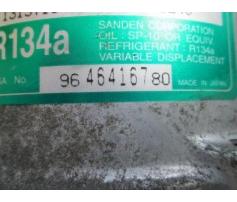 SANDEN CORPORATION
OIL : SP-10 OR EQUIV.
R134a
REFRIGERANT : R134a
VARIABLE DISPLACEMENT
No. MADE IN JAPAN
96 46416780